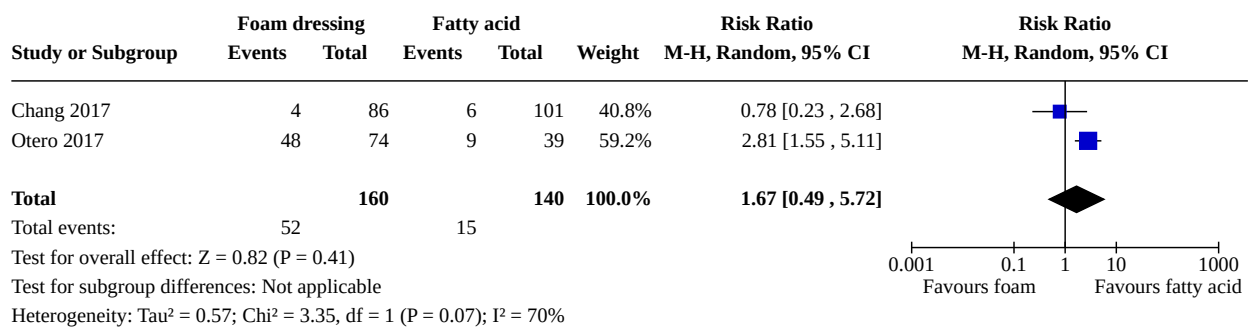 Foam dressing Fatty acid Risk Ratio Risk Ratio
Study or Subgroup Events Total Events Total Weight M-H, Random, 95% CI M-H, Random, 95% CI
Chang 2017 4 86 6 101 40.8% 0.78 [0.23 , 2.68]
Otero 2017 48 74 9 39 59.2% 2.81 [1.55 , 5.11]
Total 160 140 100.0% 1.67 [0.49 , 5.72]
Total events: 52 15
Test for overall effect: Z = 0.82 (P = 0.41) 0.001 0.1 1 10 1000
Test for subgroup differences: Not applicable Favours foam Favours fatty acid
Heterogeneity: Tau² = 0.57; Chi² = 3.35, df = 1 (P = 0.07); I² = 70%